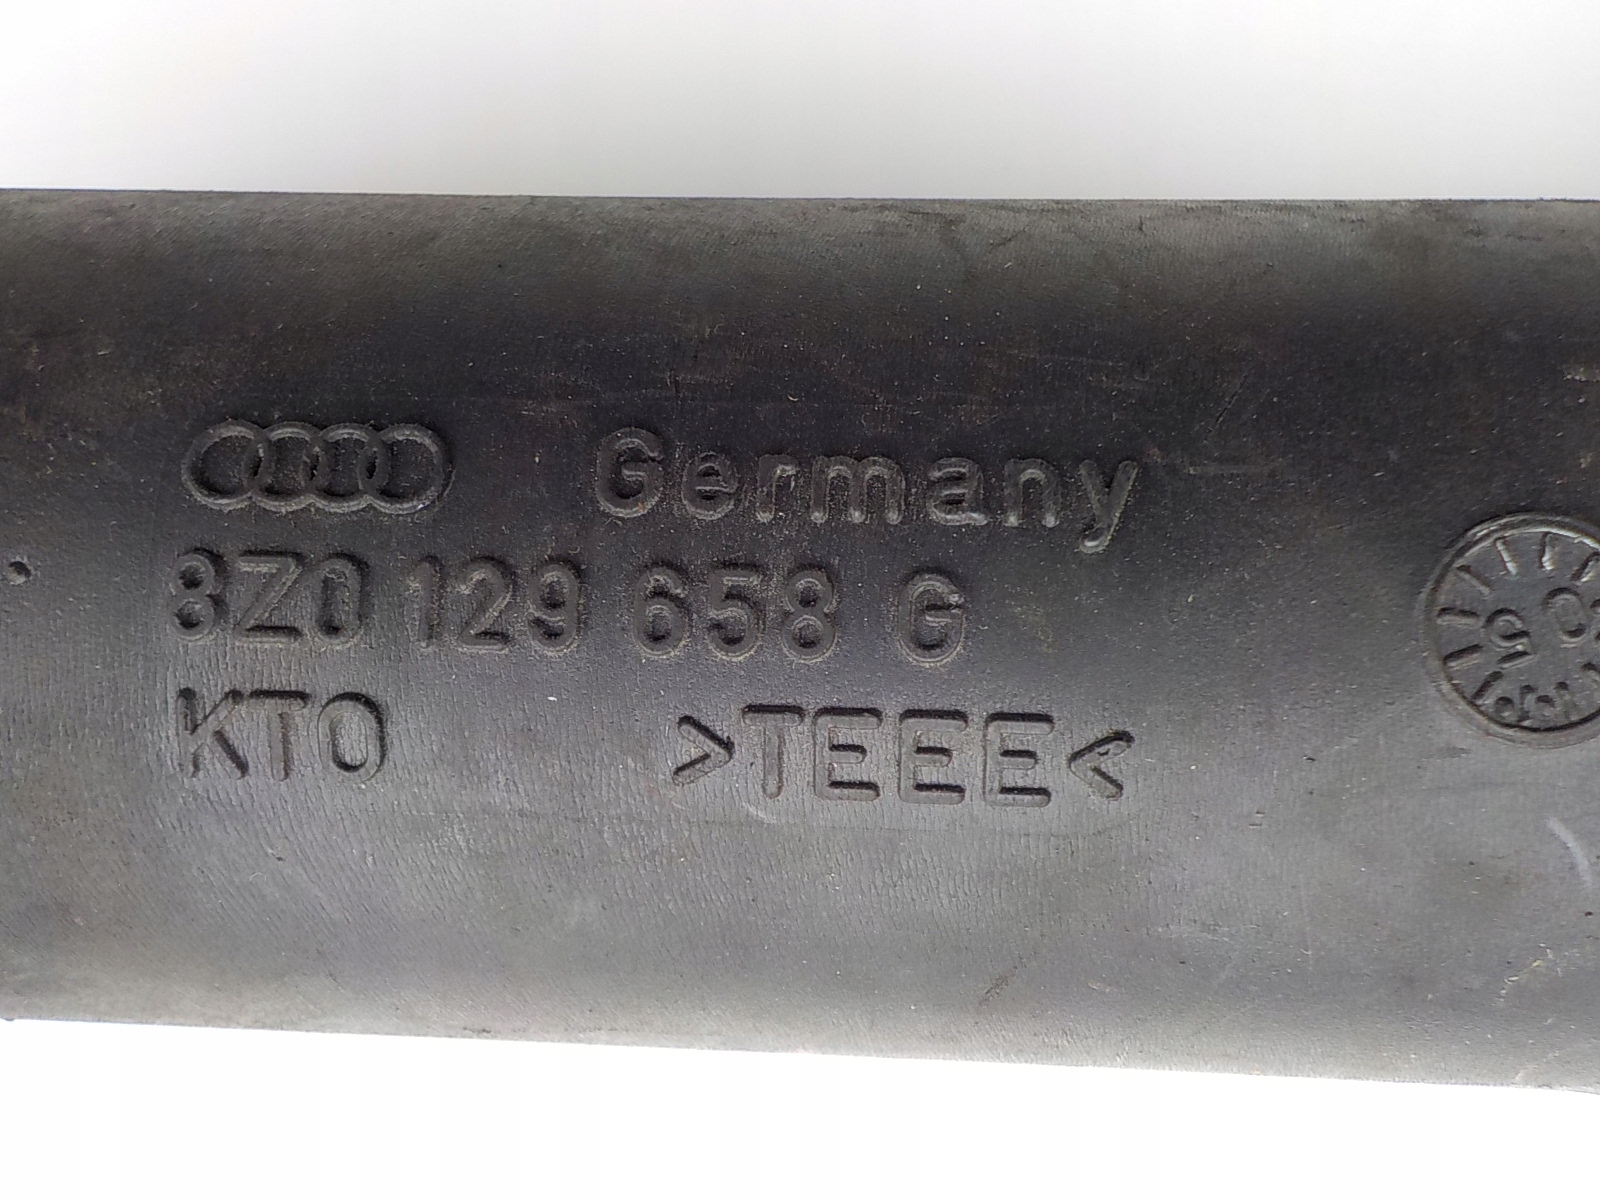 Germany
8Z0 129 658 G
KTO
>TEEE<